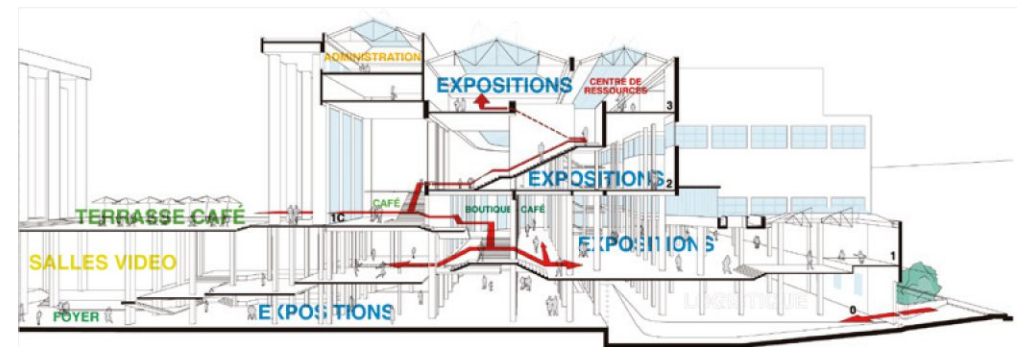 ADMINISTRATION
EXPOSITIONS
CENTRE DE
RESSOURCES
3
EXPOSITIONS
2
CAFÉ
BOUTIQUE
CAFÉ
TERRASSE CAFÉ
1C
EXPOSITIONS
1
SALLES VIDEO
FOYER
EXPOSITIONS
LOGISTIQUE
0